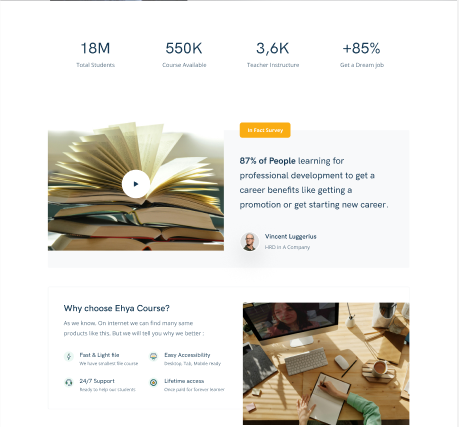 18M
550K
3,6K
+85%
Total Students
Course Available
Teacher Instructure
Get a Dream job
In Fact Survey
87% of People learning for
professional development to get a
career benefits like getting a
promotion or get starting new career.
Vincent Luggerius
HRD in A Company
Why choose Ehya Course?
As we know. On internet we can find many same
products like this. But we will tell you why we better :
Fast & Light file
We have smallest file course
Easy Accessibility
Desktop, Tab, Mobile ready
24/7 Support
Ready to help our students
Lifetime access
Once paid for forever learner